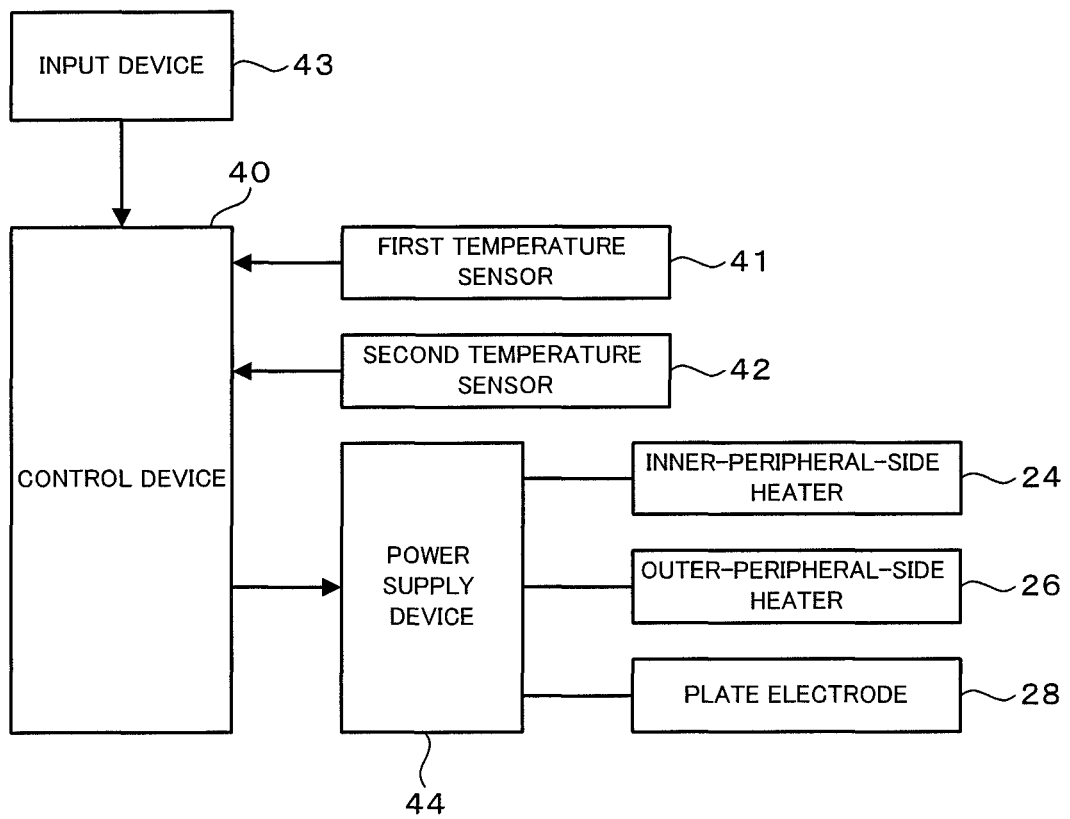 INPUT DEVICE
43
40
FIRST TEMPERATURE
SENSOR
41
SECOND TEMPERATURE
SENSOR
42
CONTROL DEVICE
POWER
SUPPLY
DEVICE
44
INNER-PERIPHERAL-SIDE
HEATER
24
OUTER-PERIPHERAL-SIDE
HEATER
26
PLATE ELECTRODE
28